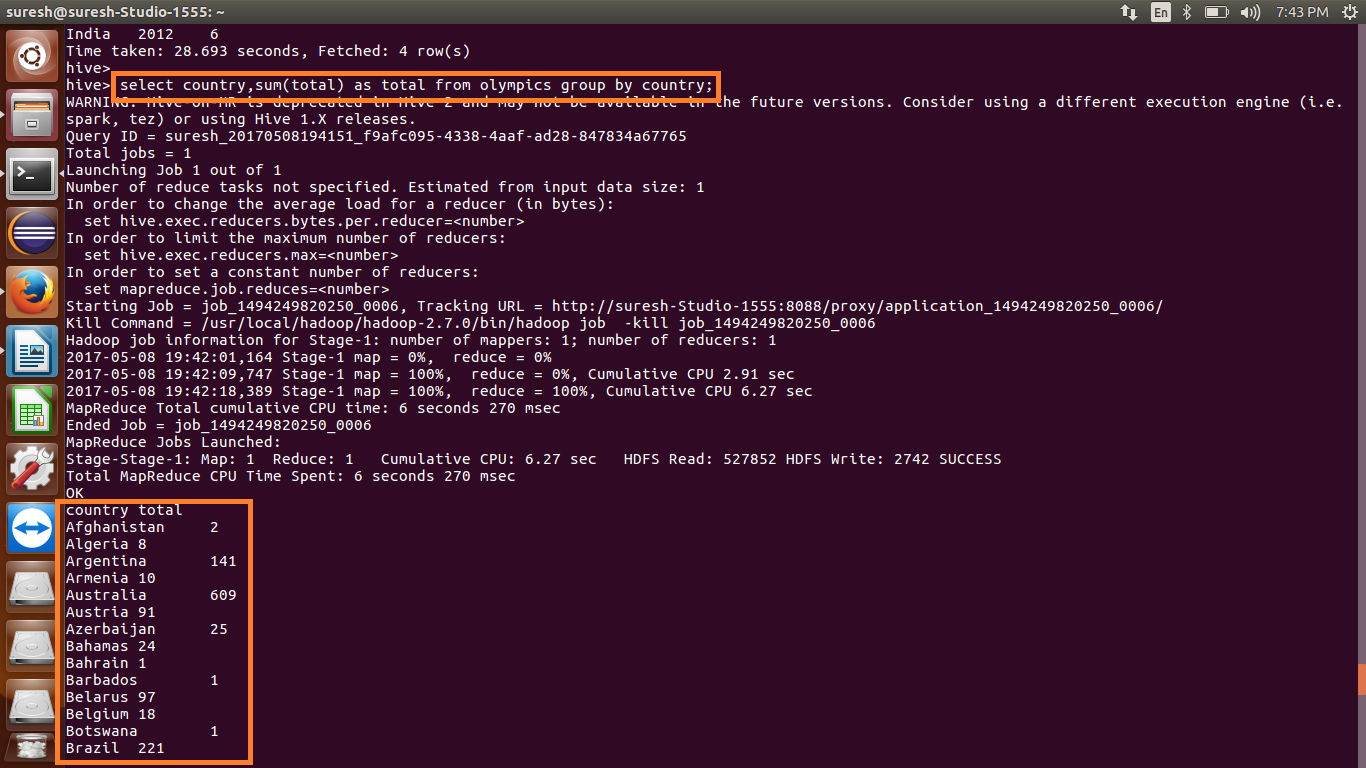 suresh@suresh-Studio-1555: ~
En
7:43 PM
India   2012    6
Time taken: 28.693 seconds, Fetched: 4 row(s)
hive>
hive> select country,sum(total) as total from olympics group by country;
WARNING: Hive-on-MR is deprecated in Hive 2 and may not be available in the future versions. Consider using a different execution engine (i.e.
spark, tez) or using Hive 1.X releases.
Query ID = suresh_20170508194151_f9afc095-4338-4aaf-ad28-847834a67765
Total jobs = 1
Launching Job 1 out of 1
Number of reduce tasks not specified. Estimated from input data size: 1
In order to change the average load for a reducer (in bytes):
  set hive.exec.reducers.bytes.per.reducer=<number>
In order to limit the maximum number of reducers:
  set hive.exec.reducers.max=<number>
In order to set a constant number of reducers:
  set mapreduce.job.reduces=<number>
Starting Job = job_1494249820250_0006, Tracking URL = http://suresh-Studio-1555:8088/proxy/application_1494249820250_0006/
Kill Command = /usr/local/hadoop/hadoop-2.7.0/bin/hadoop job  -kill job_1494249820250_0006
Hadoop job information for Stage-1: number of mappers: 1; number of reducers: 1
2017-05-08 19:42:01,164 Stage-1 map = 0%,  reduce = 0%
2017-05-08 19:42:09,747 Stage-1 map = 100%,  reduce = 0%, Cumulative CPU 2.91 sec
2017-05-08 19:42:18,389 Stage-1 map = 100%,  reduce = 100%, Cumulative CPU 6.27 sec
MapReduce Total cumulative CPU time: 6 seconds 270 msec
Ended Job = job_1494249820250_0006
MapReduce Jobs Launched:
Stage-Stage-1: Map: 1  Reduce: 1   Cumulative CPU: 6.27 sec   HDFS Read: 527852 HDFS Write: 2742 SUCCESS
Total MapReduce CPU Time Spent: 6 seconds 270 msec
OK
country total
Afghanistan     2
Algeria 8
Argentina       141
Armenia 10
Australia       609
Austria 91
Azerbaijan      25
Bahamas 24
Bahrain 1
Barbados        1
Belarus 97
Belgium 18
Botswana        1
Brazil  221